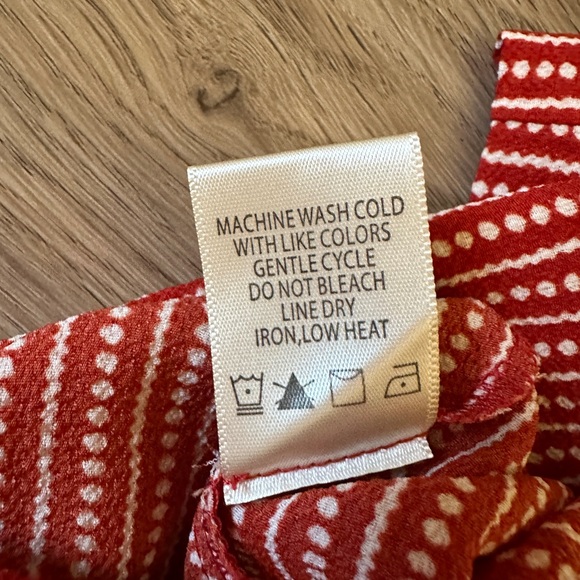 MACHINE WASH COLD
WITH LIKE COLORS
GENTLE CYCLE
DO NOT BLEACH
LINE DRY
IRON,LOW HEAT